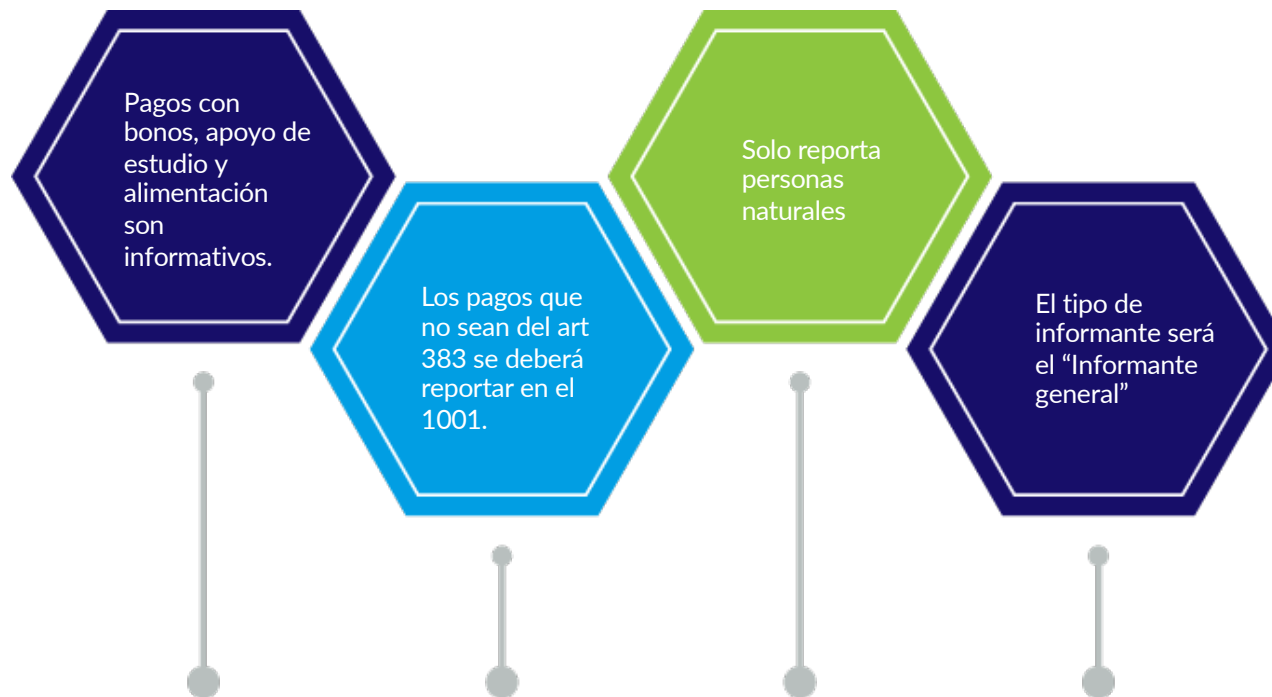 Pagos con
bonos, apoyo de
estudio y
alimentación
son
informativos.
Los pagos que
no sean del art
383 se deberá
reportar en el
1001.
Solo reporta
personas
naturales
El tipo de
informante será
el “Informante
general”